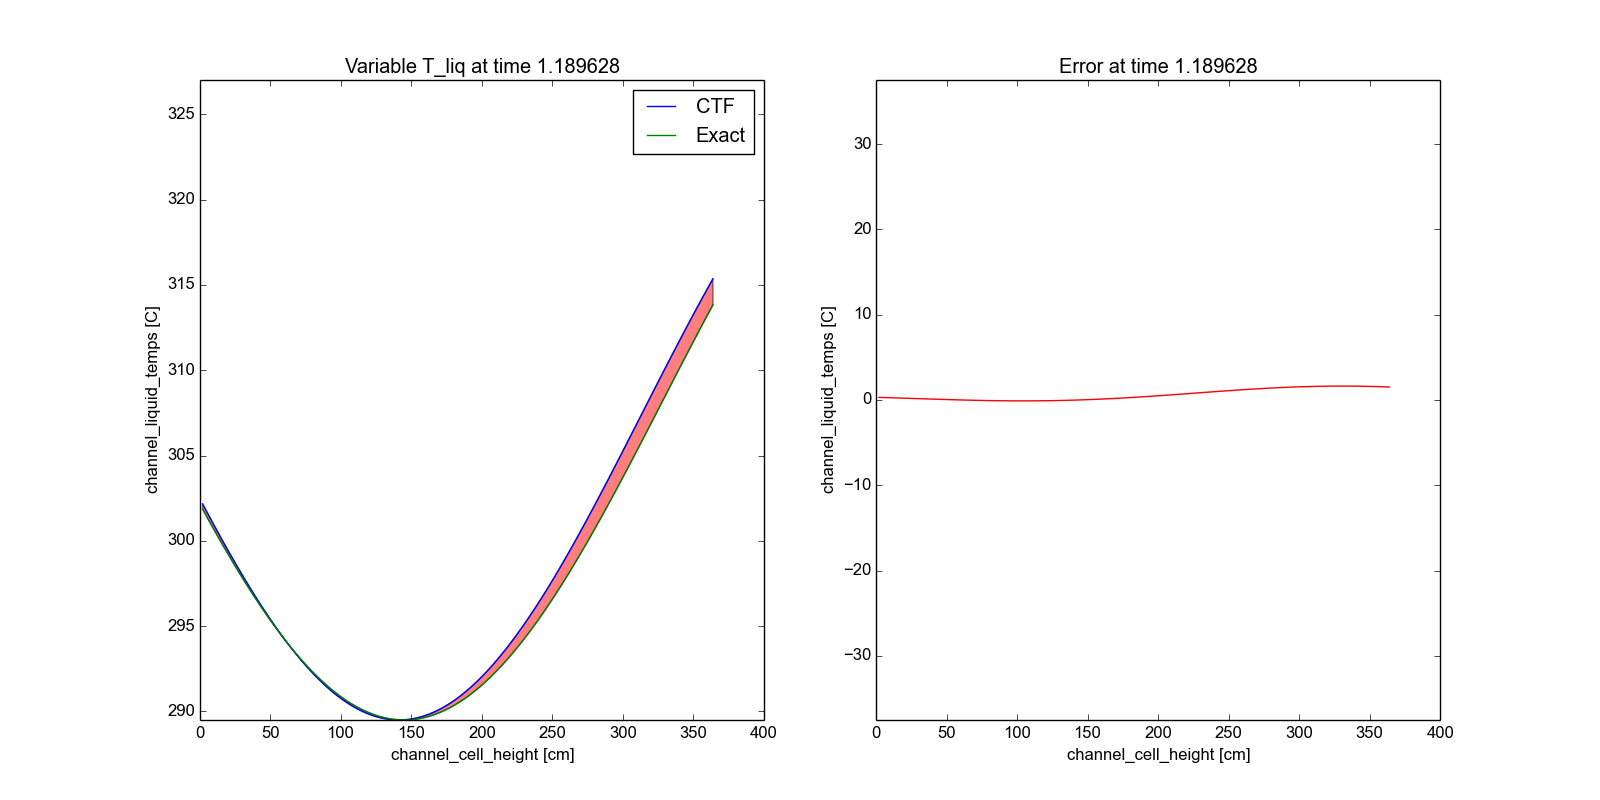 Variable T_liq at time 1.189628
CTF
Exact
325
320
315
310
305
300
295
290
channel_liquid_temps [C]
0 50 100 150 200 250 300 350 400
channel_cell_height [cm]
Error at time 1.189628
30
20
10
0
−10
−20
−30
channel_liquid_temps [C]
0 50 100 150 200 250 300 350 400
channel_cell_height [cm]